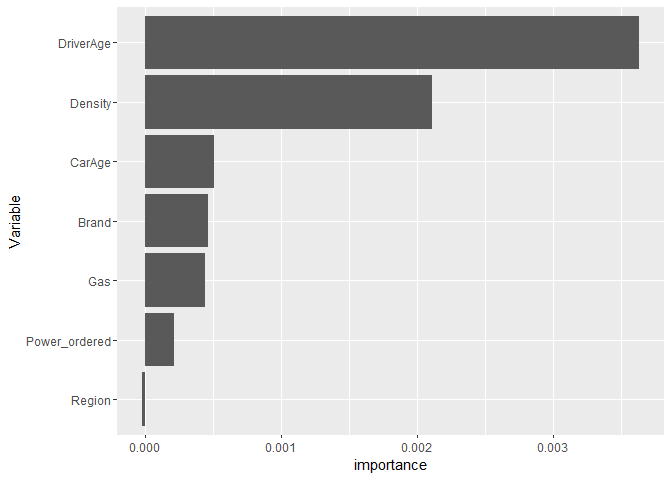 DriverAge
Density
CarAge
Brand
Gas
Power_ordered
Region
Variable
0.000 0.001 0.002 0.003
importance